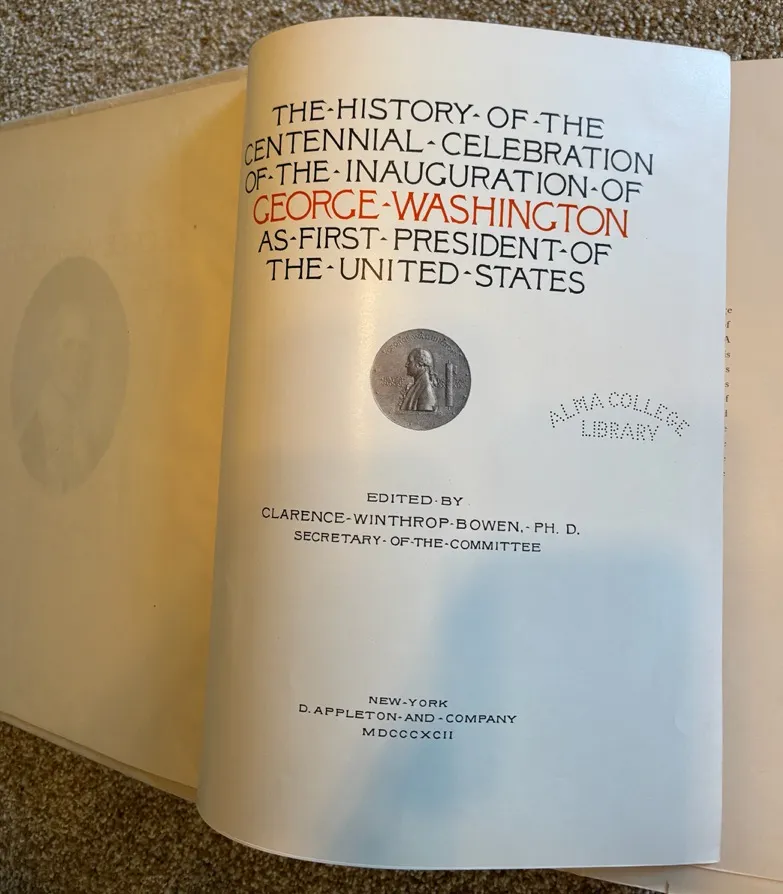 THE-HISTORY-OF-THE
CENTENNIAL-CELEBRATION
OF-THE-INAUGURATION-OF
GEORGE-WASHINGTON
AS-FIRST-PRESIDENT-OF
THE-UNITED-STATES
ALMA COLLEGE
LIBRARY
EDITED-BY
CLARENCE-WINTHROP-BOWEN,-PH. D.
SECRETARY-OF-THE-COMMITTEE
NEW-YORK
D. APPLETON-AND-COMPANY
MDCCCXCII